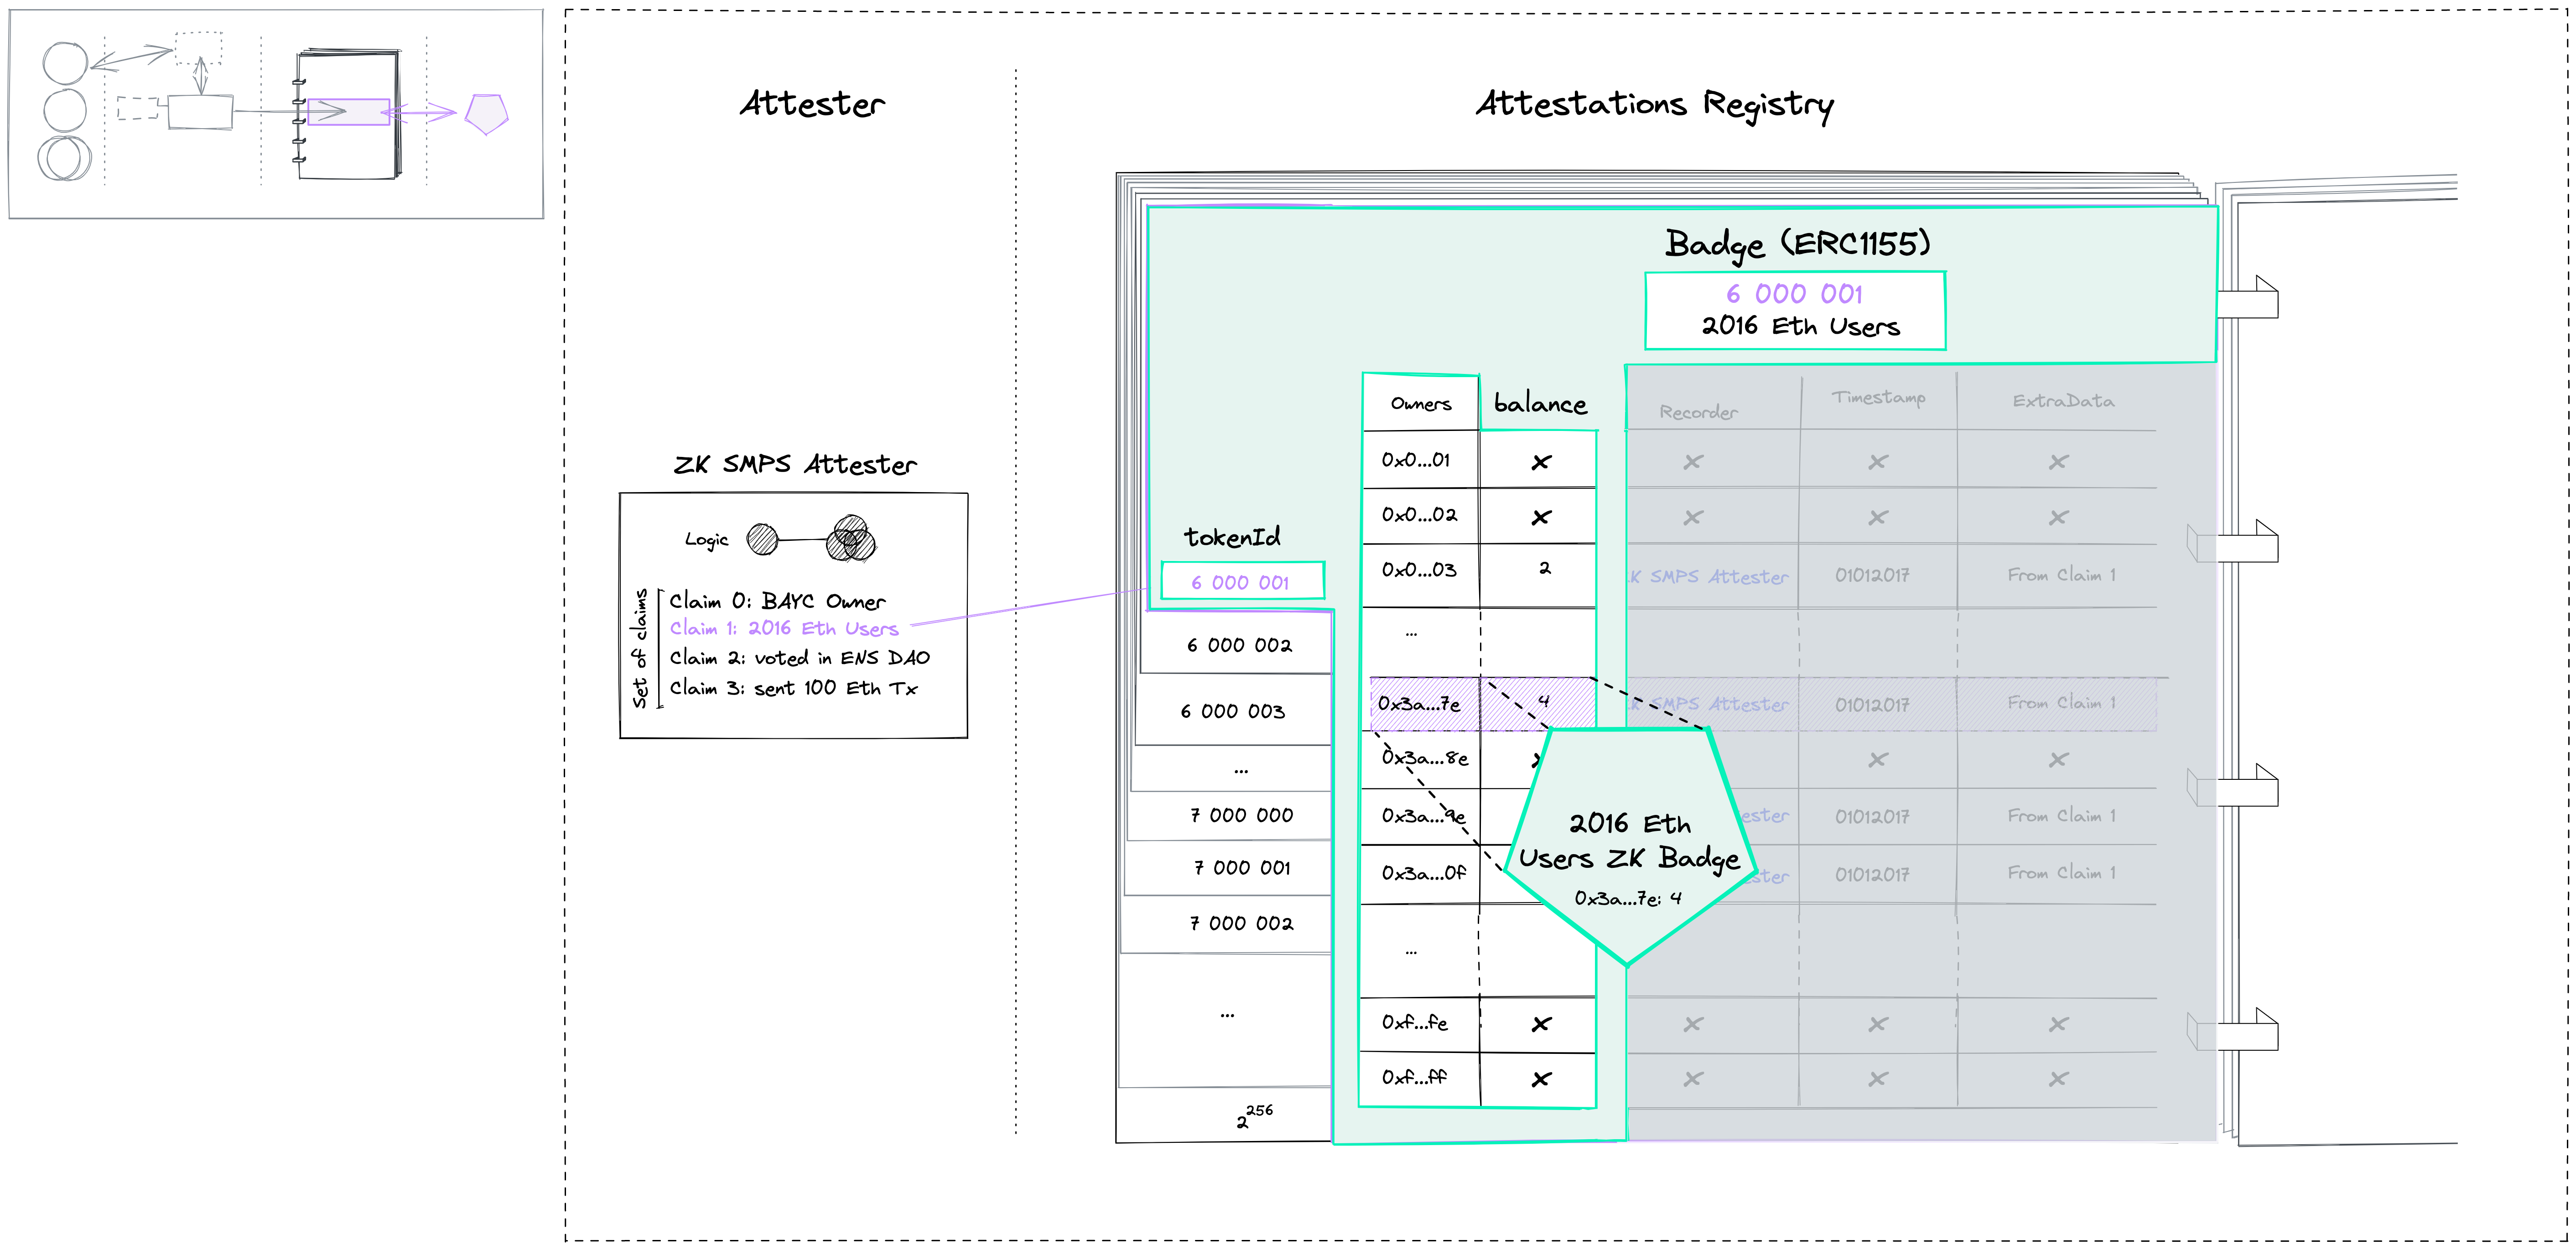 Attester
Attestations Registry
Badge (ERC1155)
6 000 001
2016 Eth Users
ZK SMPS Attester
Logic
Set of claims
Claim 0: BAYC Owner
Claim 1: 2016 Eth Users
Claim 2: voted in ENS DAO
Claim 3: sent 100 Eth Tx
tokenId
6 000 001
6 000 002
6 000 003
...
7 000 000
7 000 001
7 000 002
...
2^256
Owners balance Recorder Timestamp ExtraData
0x0...01 x x x x
0x0...02 x x x x
0x0...03 2 K SMPS Attester 01012017 From Claim 1
...
0x3a...7e 4 K SMPS Attester 01012017 From Claim 1
0x3a...8e x x x
0x3a...9e ester 01012017 From Claim 1
0x3a...0f ester 01012017 From Claim 1
...
0xf...fe x x x x
0xf...ff x x x x
2016 Eth
Users ZK Badge
0x3a...7e: 4